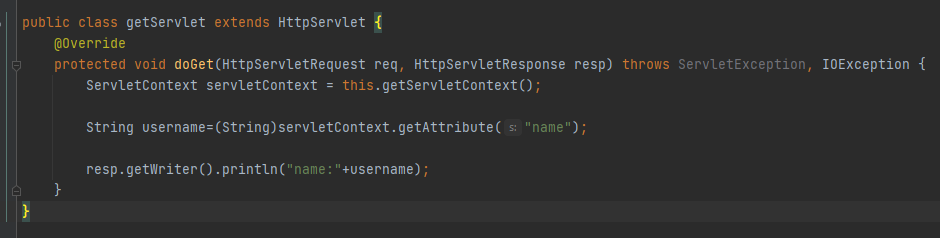 public class getServlet extends HttpServlet {
@Override
protected void doGet(HttpServletRequest req, HttpServletResponse resp) throws ServletException, IOException {
ServletContext servletContext = this.getServletContext();
String username=(String)servletContext.getAttribute( s: "name");
resp.getWriter().println("name:"+username);
}
}